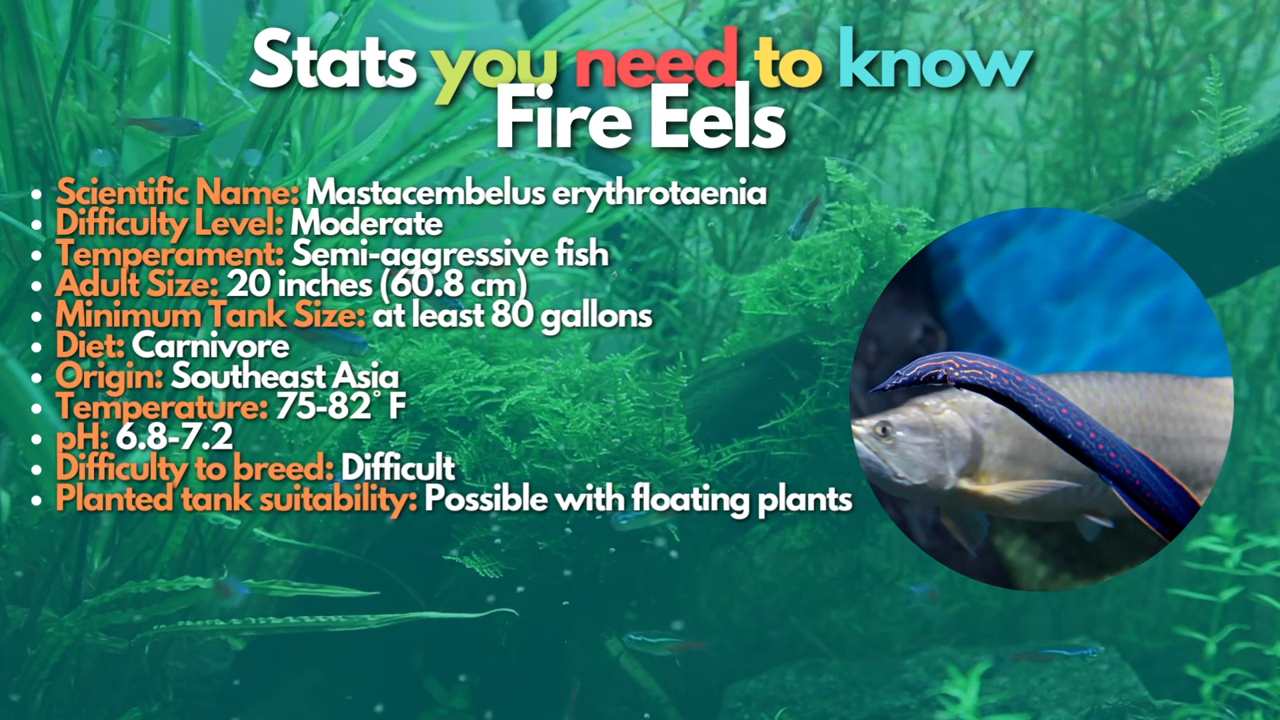 Stats you need to know
Fire Eels
• Scientific Name: Mastacembelus erythrotaenia
• Difficulty Level: Moderate
• Temperament: Semi-aggressive fish
• Adult Size: 20 inches (60.8 cm)
• Minimum Tank Size: at least 80 gallons
• Diet: Carnivore
• Origin: Southeast Asia
• Temperature: 75-82° F
• pH: 6.8-7.2
• Difficulty to breed: Difficult
• Planted tank suitability: Possible with floating plants